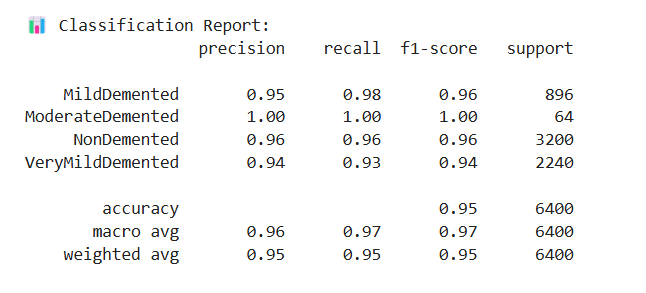 📊 Classification Report:
precision recall f1-score support
MildDemented 0.95 0.98 0.96 896
ModerateDemented 1.00 1.00 1.00 64
NonDemented 0.96 0.96 0.96 3200
VeryMildDemented 0.94 0.93 0.94 2240
accuracy 0.95 6400
macro avg 0.96 0.97 0.97 6400
weighted avg 0.95 0.95 0.95 6400